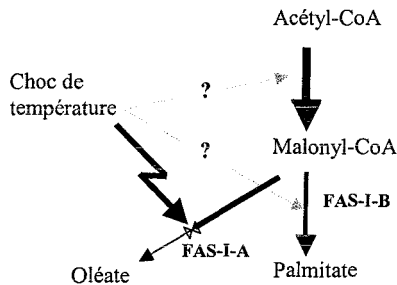 Acétyl-CoA
Choc de
température
?
?
Malonyl-CoA
FAS-I-B
FAS-I-A
Oléate
Palmitate